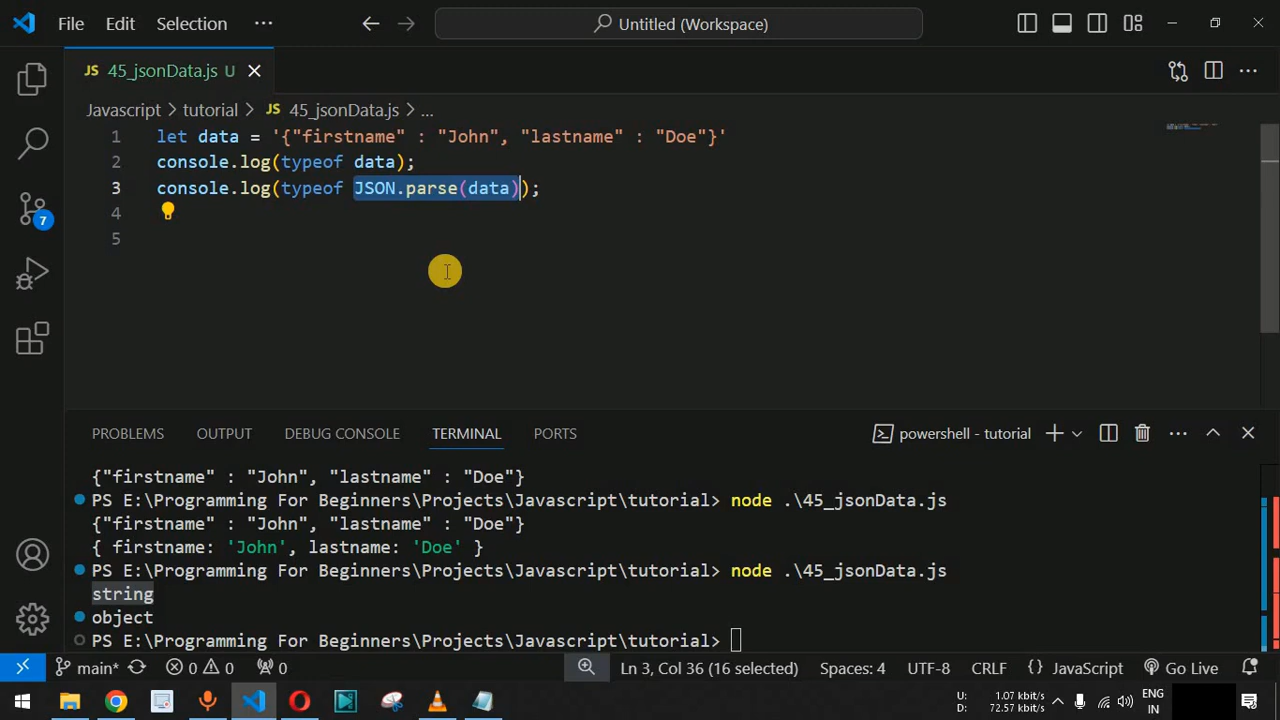 File Edit Selection ··· Untitled (Workspace)
JS 45_jsonData.js U
Javascript > tutorial > JS 45_jsonData.js > ...
1 let data = '{"firstname" : "John", "lastname" : "Doe"}'
2 console.log(typeof data);
3 console.log(typeof JSON.parse(data));
4
5
7
PROBLEMS OUTPUT DEBUG CONSOLE TERMINAL PORTS powershell - tutorial
{"firstname" : "John", "lastname" : "Doe"}
PS E:\Programming For Beginners\Projects\Javascript\tutorial> node .\45_jsonData.js
{"firstname" : "John", "lastname" : "Doe"}
{ firstname: 'John', lastname: 'Doe' }
PS E:\Programming For Beginners\Projects\Javascript\tutorial> node .\45_jsonData.js
string
object
PS E:\Programming For Beginners\Projects\Javascript\tutorial>
main* 0 0 0 Ln 3, Col 36 (16 selected) Spaces: 4 UTF-8 CRLF {} JavaScript Go Live
U: 1.07 kbit/s ENG
D: 72.57 kbit/s IN